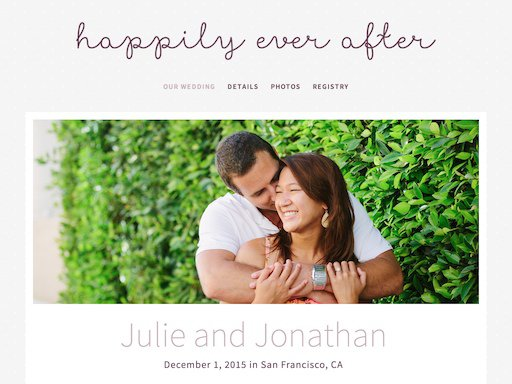 happily ever after
OUR WEDDING DETAILS PHOTOS REGISTRY
Julie and Jonathan
December 1, 2015 in San Francisco, CA